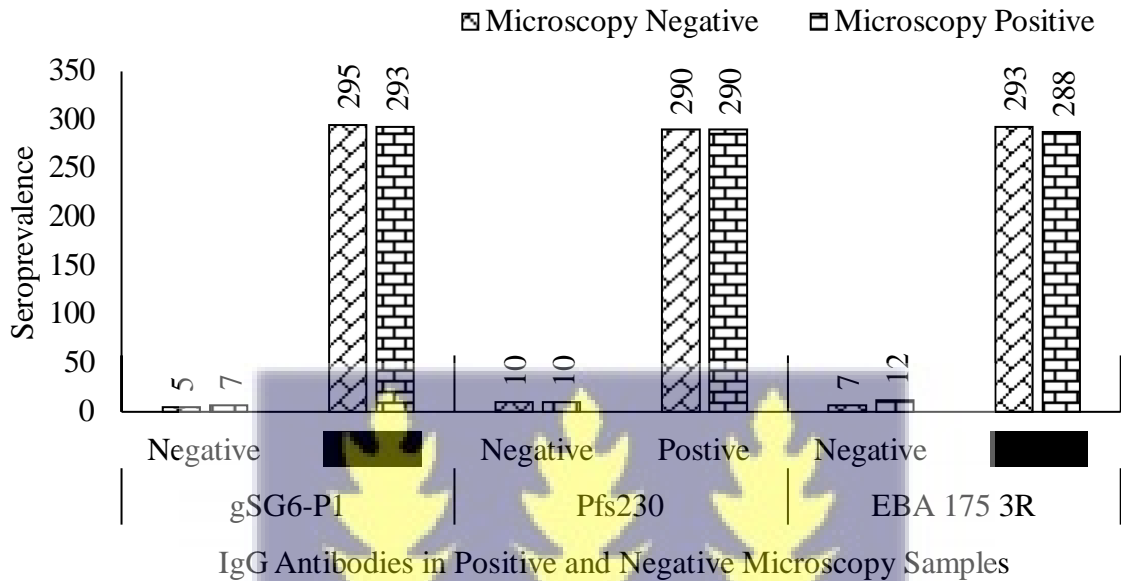 Microscopy Negative Microscopy Positive
350
300
250
200
150
100
50
0
Seroprevalence
5 7 295 293 10 10 290 290 7 12 293 288
Negative Negative Postive Negative
gSG6-P1 Pfs230 EBA 175 3R
IgG Antibodies in Positive and Negative Microscopy Samples